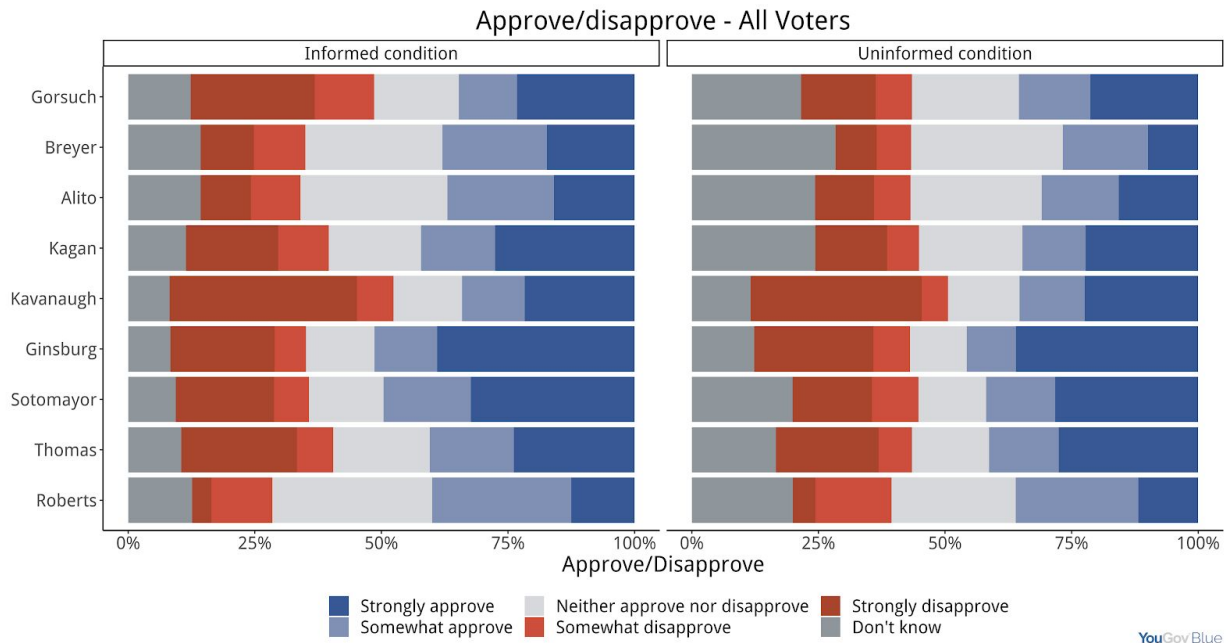 Approve/disapprove - All Voters
Informed condition
Uninformed condition
Gorsuch
Breyer
Alito
Kagan
Kavanaugh
Ginsburg
Sotomayor
Thomas
Roberts
0% 25% 50% 75% 100% 0% 25% 50% 75% 100%
Approve/Disapprove
Strongly approve Neither approve nor disapprove Strongly disapprove
Somewhat approve Somewhat disapprove Don't know
YouGov Blue